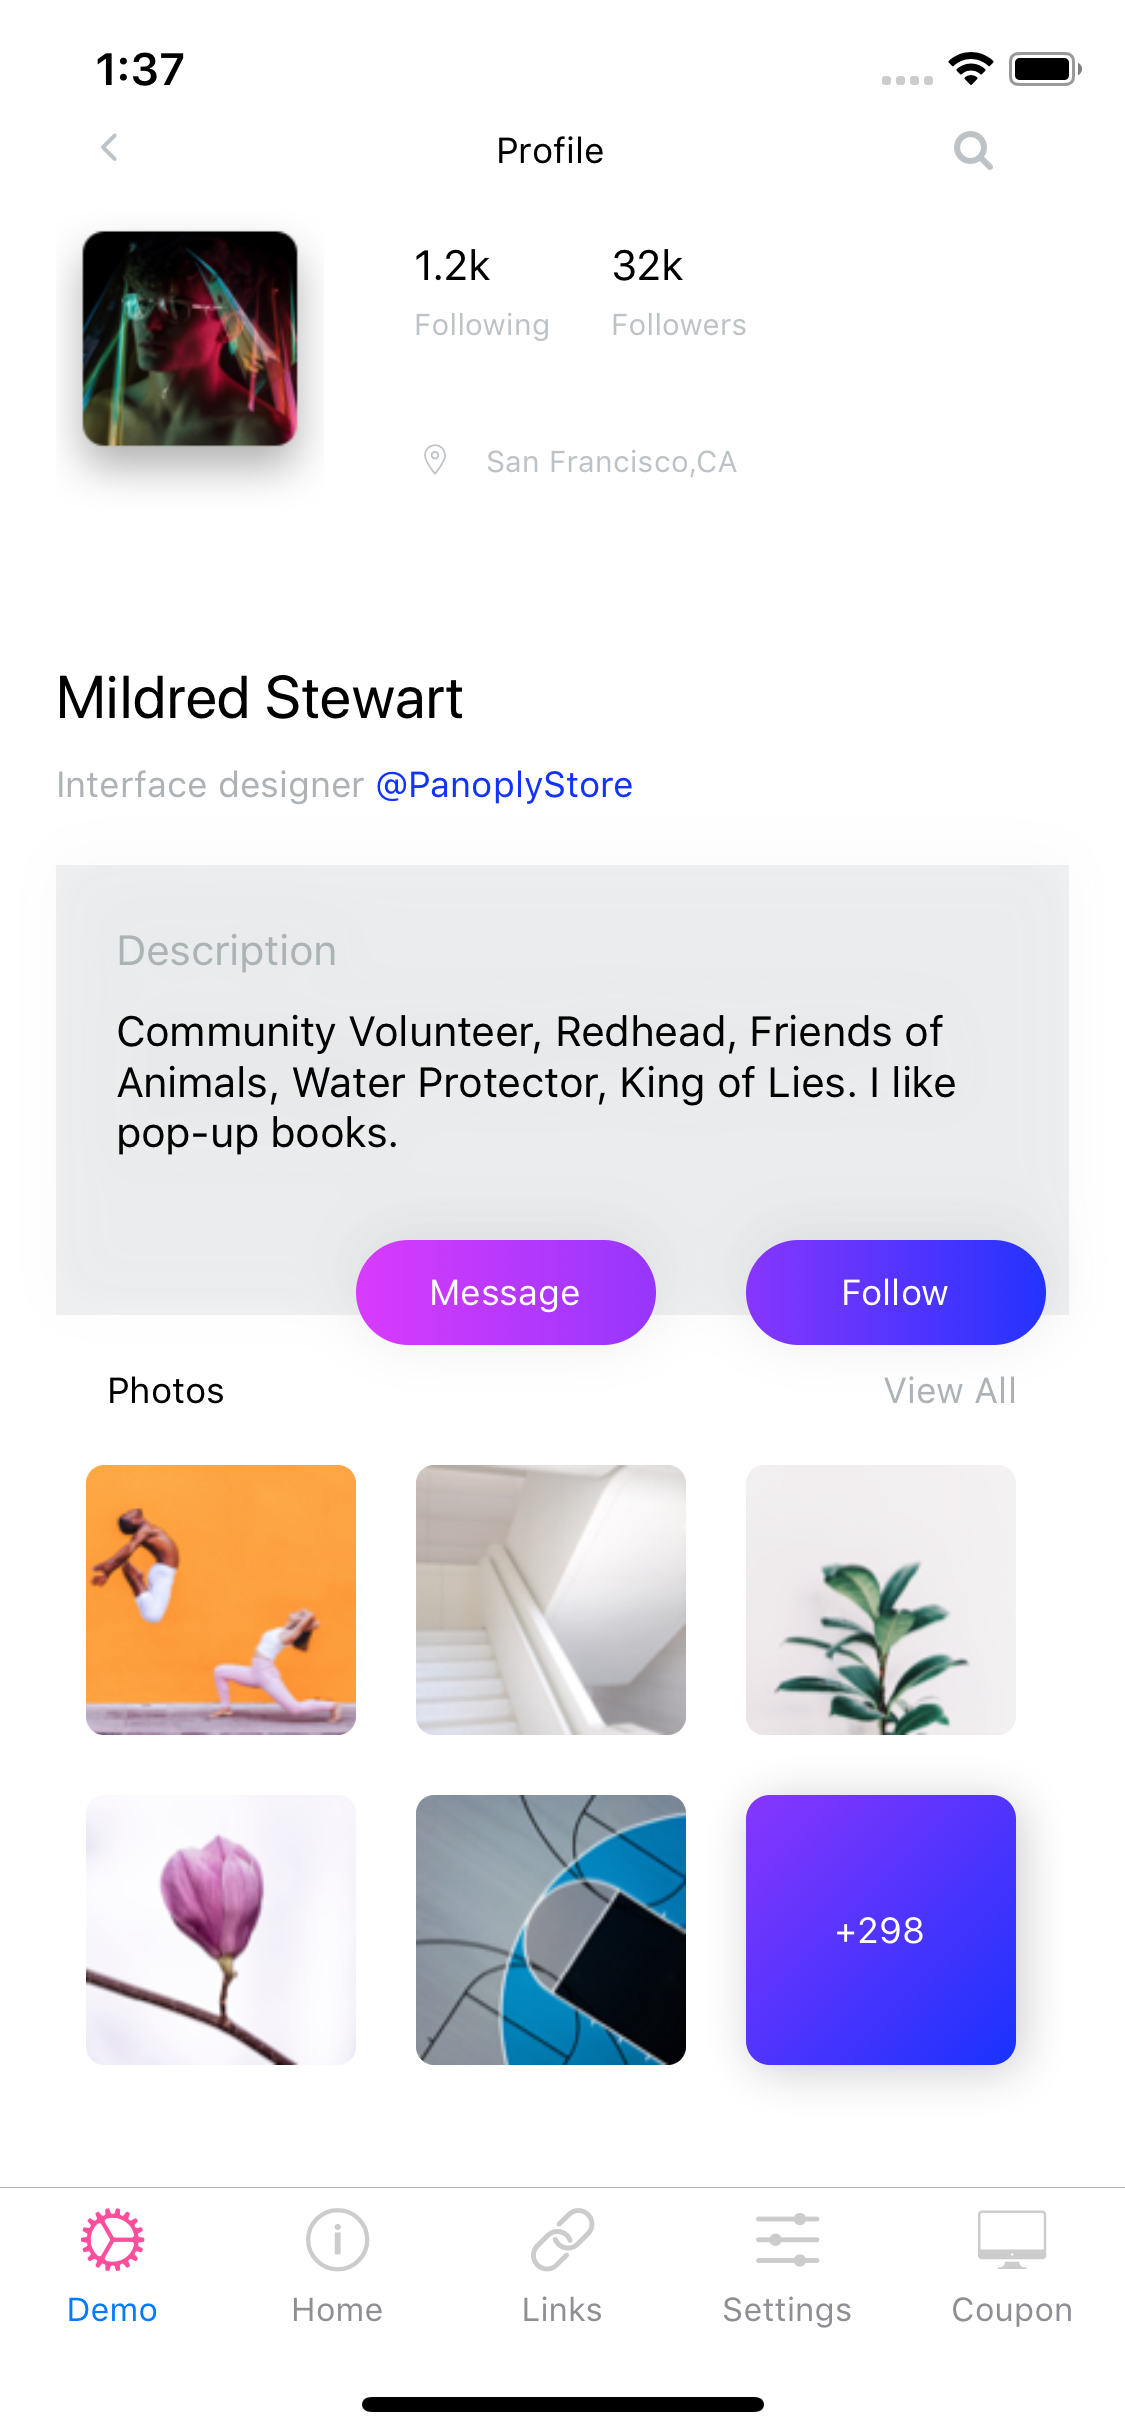 1:37
Profile
1.2k 32k
Following Followers
San Francisco,CA
Mildred Stewart
Interface designer @PanoplyStore
Description
Community Volunteer, Redhead, Friends of
Animals, Water Protector, King of Lies. I like
pop-up books.
Message Follow
Photos View All
+298
Demo Home Links Settings Coupon